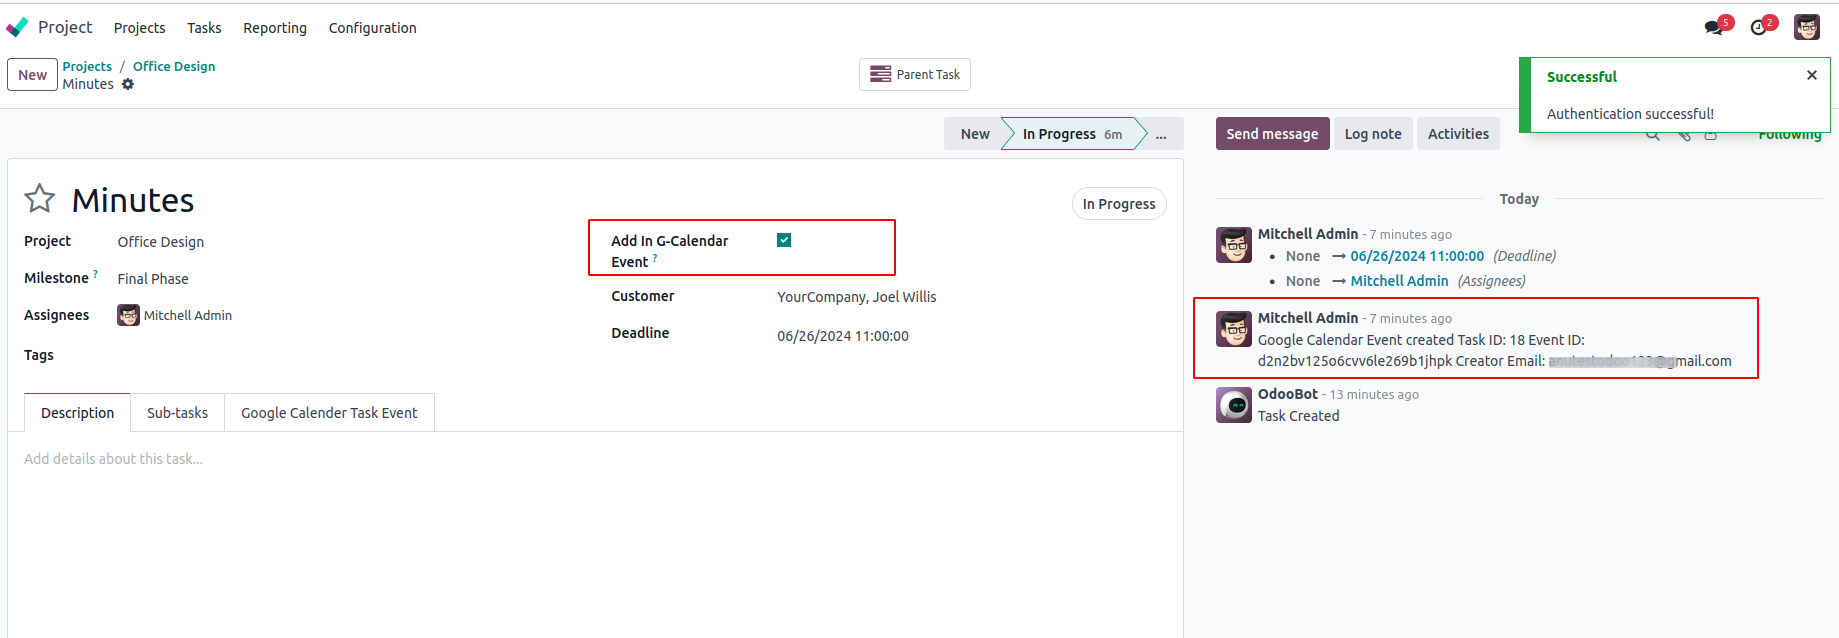 Project Projects Tasks Reporting Configuration 5 2
New Projects / Office Design
Minutes
Parent Task
Successful
Authentication successful!
New In Progress 6m ...
Send message Log note Activities Following
Minutes
In Progress
Project Office Design
Milestone ? Final Phase
Assignees Mitchell Admin
Tags
Add In G-Calendar
Event ?
Customer YourCompany, Joel Willis
Deadline 06/26/2024 11:00:00
Description Sub-tasks Google Calender Task Event
Add details about this task...
Today
Mitchell Admin - 7 minutes ago
• None → 06/26/2024 11:00:00 (Deadline)
• None → Mitchell Admin (Assignees)
Mitchell Admin - 7 minutes ago
Google Calendar Event created Task ID: 18 Event ID:
d2n2bv125o6cvv6le269b1jhpk Creator Email: gmail.com
OdooBot - 13 minutes ago
Task Created